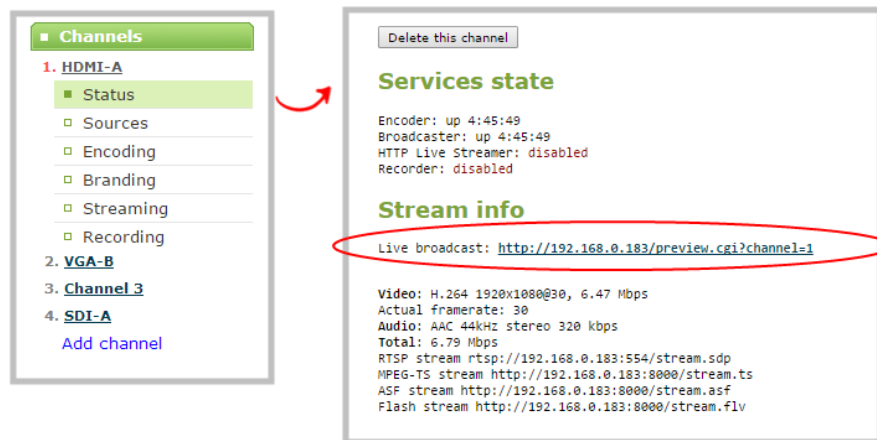 Channels
1. HDMI-A
Status
Sources
Encoding
Branding
Streaming
Recording
2. VGA-B
3. Channel 3
4. SDI-A
Add channel
Delete this channel
Services state
Encoder: up 4:45:49
Broadcaster: up 4:45:49
HTTP Live Streamer: disabled
Recorder: disabled
Stream info
Live broadcast: http://192.168.0.183/preview.cgi?channel=1
Video: H.264 1920x1080@30, 6.47 Mbps
Actual framerate: 30
Audio: AAC 44kHz stereo 320 kbps
Total: 6.79 Mbps
RTSP stream rtsp://192.168.0.183:554/stream.sdp
MPEG-TS stream http://192.168.0.183:8000/stream.ts
ASF stream http://192.168.0.183:8000/stream.asf
Flash stream http://192.168.0.183:8000/stream.flv